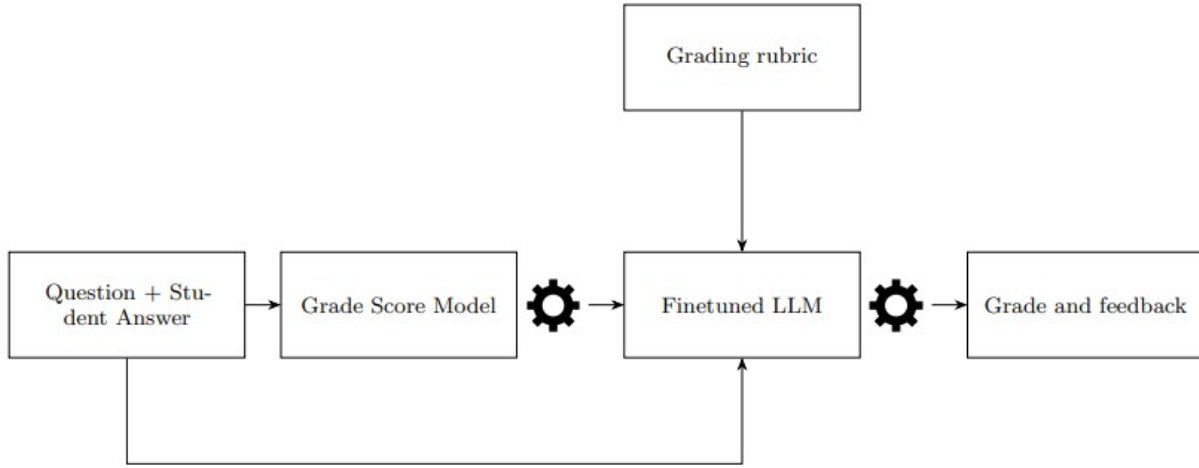 Grading rubric
Question + Stu-
dent Answer
Grade Score Model
Finetuned LLM
Grade and feedback